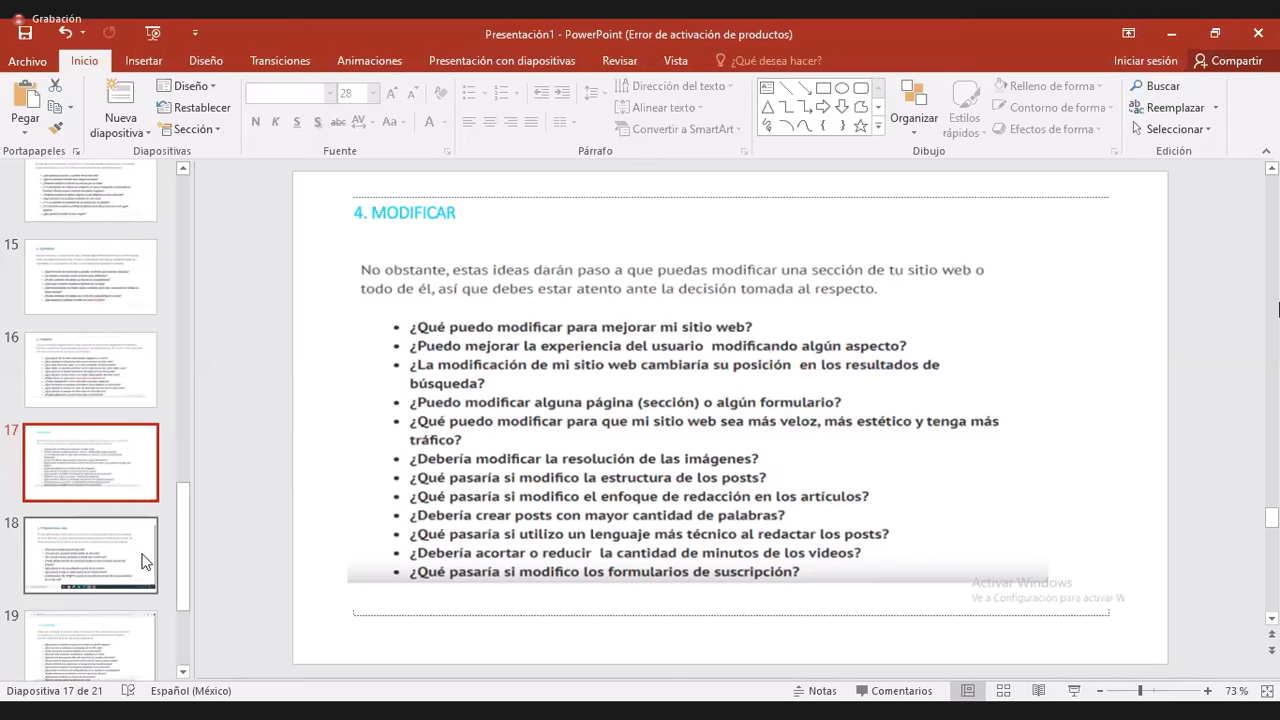 Grabación
Presentación1 - PowerPoint (Error de activación de productos)
Archivo
Inicio
Insertar
Diseño
Transiciones
Animaciones
Presentación con diapositivas
Revisar
Vista
¿Qué desea hacer?
Iniciar sesión
Compartir
Pegar
Portapapeles
Nueva
diapositiva
Diseño
Restablecer
Sección
Diapositivas
28
N K S S abc AV Aa A
Fuente
Dirección del texto
Alinear texto
Convertir a SmartArt
Párrafo
Organizar
Estilos
rápidos
Relleno de forma
Contorno de forma
Efectos de forma
Dibujo
Buscar
Reemplazar
Seleccionar
Edición
15
16
17
18
19
4. MODIFICAR
No obstante, estas ideas darán paso a que puedas modificar una sección de tu sitio web o
todo de él, así que debes estar atento ante la decisión tomada al respecto.
• ¿Qué puedo modificar para mejorar mi sitio web?
• ¿Puedo mejorar la experiencia del usuario modificando algún aspecto?
• ¿La modificación de mi sitio web cambiaría su posición en los resultados de
búsqueda?
• ¿Puedo modificar alguna página (sección) o algún formulario?
• ¿Qué puedo modificar para que mi sitio web sea más veloz, más estético y tenga más
tráfico?
• ¿Debería modificar la resolución de las imágenes?
• ¿Qué pasaría si modifico la estructura de los posts?
• ¿Qué pasaría si modifico el enfoque de redacción en los artículos?
• ¿Debería crear posts con mayor cantidad de palabras?
• ¿Qué pasaría si utilizo un lenguaje más técnico al redactar los posts?
• ¿Debería alargar o reducir la cantidad de minutos en los videos?
• ¿Qué pasaría si modifico los formularios de suscripción?
Activar Windows
Ve a Configuración para activar W
Diapositiva 17 de 21
Español (México)
Notas
Comentarios
73 %